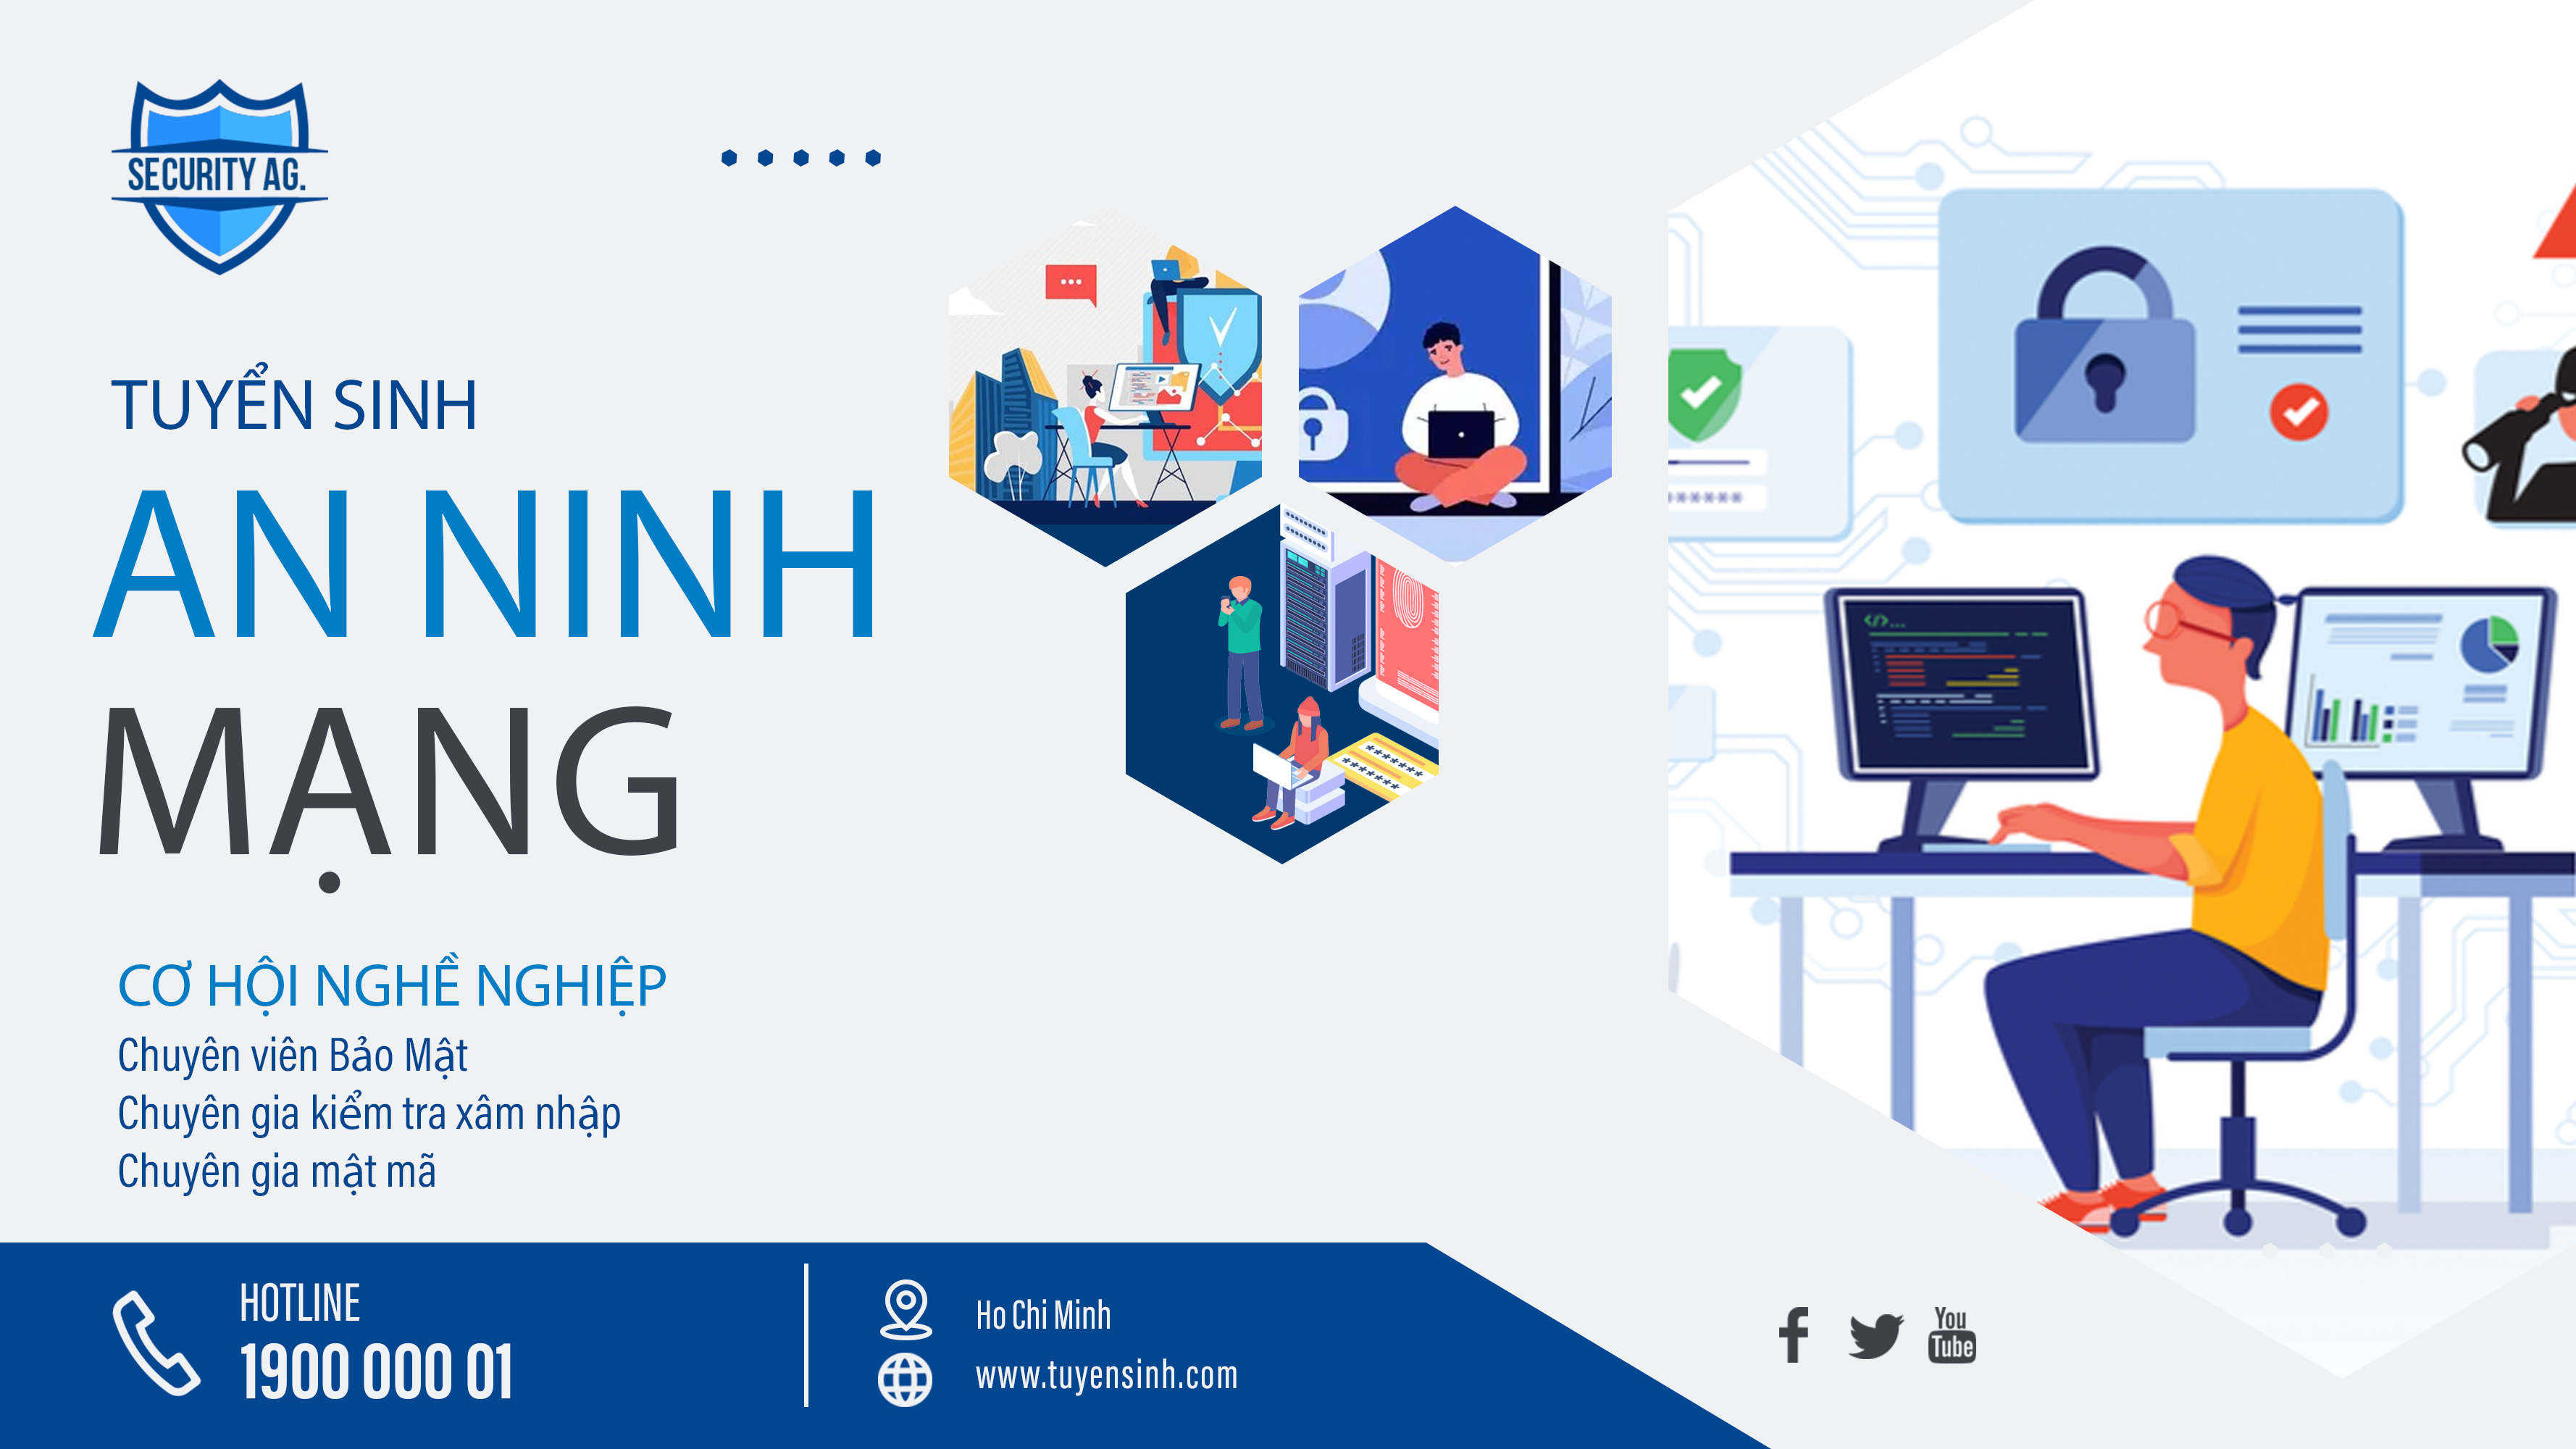 SECURITY AG.
TUYỂN SINH
AN NINH
MẠNG
CƠ HỘI NGHỀ NGHIỆP
Chuyên viên Bảo Mật
Chuyên gia kiểm tra xâm nhập
Chuyên gia mật mã
HOTLINE
1900 000 01
Ho Chi Minh
www.tuyensinh.com
You
Tube